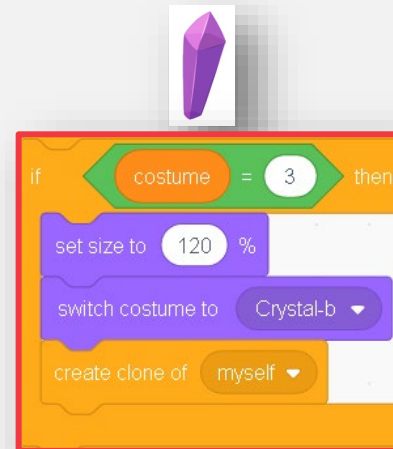 if costume = 3 then
set size to 120 %
switch costume to Crystal-b
create clone of myself